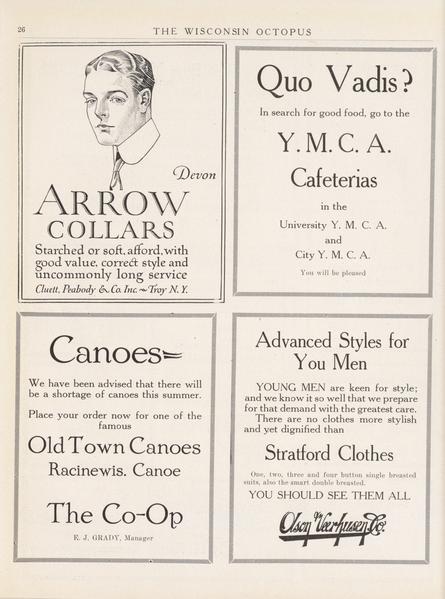 26
THE WISCONSIN OCTOPUS
Devon
ARROW
COLLARS
Starched or soft, afford, with
good value, correct style and
uncommonly long service
Cluett, Peabody & Co. Inc. ~ Troy N. Y.
Quo Vadis?
In search for good food, go to the
Y. M. C. A.
Cafeterias
in the
University Y. M. C. A.
and
City Y. M. C. A.
You will be pleased
Canoes=
We have been advised that there will
be a shortage of canoes this summer.
Place your order now for one of the
famous
Old Town Canoes
Racinewis. Canoe
The Co-Op
E. J. GRADY, Manager
Advanced Styles for
You Men
YOUNG MEN are keen for style;
and we know it so well that we prepare
for that demand with the greatest care.
There are no clothes more stylish
and yet dignified than
Stratford Clothes
One, two, three and four button single breasted
suits, also the smart double breasted.
YOU SHOULD SEE THEM ALL
Olson & Veerhusen Co.